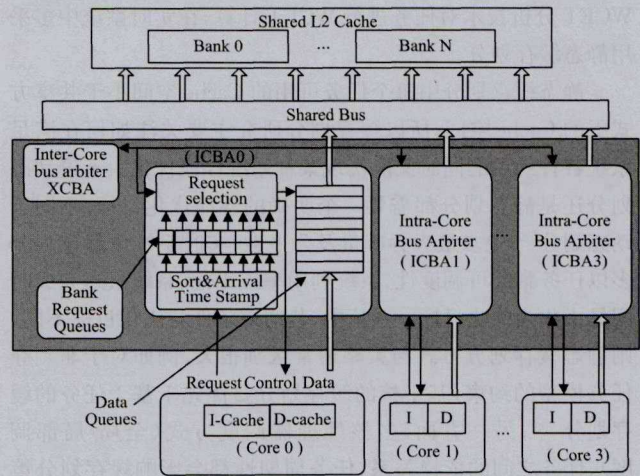 Shared L2 Cache
Bank 0
...
Bank N
Shared Bus
Inter-Core
bus arbiter
XCBA
( ICBA0 )
Request
selection
Sort&Arrival
Time Stamp
Bank
Request
Queues
Intra-Core
Bus Arbiter
( ICBA1 )
...
Intra-Core
Bus Arbiter
( ICBA3 )
Data
Queues
Request Control Data
I-Cache
D-cache
( Core 0 )
I
D
( Core 1 )
...
I
D
( Core 3 )